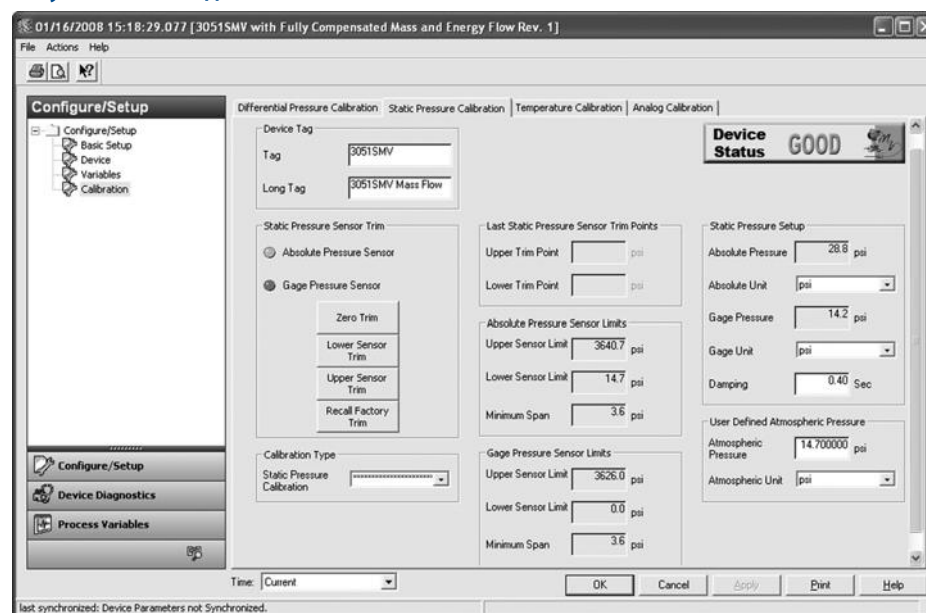 01/16/2008 15:18:29.077 [3051SMV with Fully Compensated Mass and Energy Flow Rev. 1]
File Actions Help
Configure/Setup
Configure/Setup
Basic Setup
Device
Variables
Calibration
Configure/Setup
Device Diagnostics
Process Variables
Differential Pressure Calibration Static Pressure Calibration Temperature Calibration Analog Calibration
Device Tag
Tag 3051SMV
Long Tag 3051SMV Mass Flow
Device Status GOOD
Static Pressure Sensor Trim
Absolute Pressure Sensor
Gage Pressure Sensor
Zero Trim
Lower Sensor
Trim
Upper Sensor
Trim
Recall Factory
Trim
Calibration Type
Static Pressure
Calibration
Last Static Pressure Sensor Trim Points
Upper Trim Point psi
Lower Trim Point psi
Absolute Pressure Sensor Limits
Upper Sensor Limit 3640.7 psi
Lower Sensor Limit 14.7 psi
Minimum Span 3.6 psi
Gage Pressure Sensor Limits
Upper Sensor Limit 3626.0 psi
Lower Sensor Limit 0.0 psi
Minimum Span 3.6 psi
Static Pressure Setup
Absolute Pressure 28.8 psi
Absolute Unit psi
Gage Pressure 14.2 psi
Gage Unit psi
Damping 0.40 Sec
User Defined Atmospheric Pressure
Atmospheric
Pressure 14.700000 psi
Atmospheric Unit psi
Time: Current
OK Cancel Apply Print Help
last synchronized: Device Parameters not Synchronized.